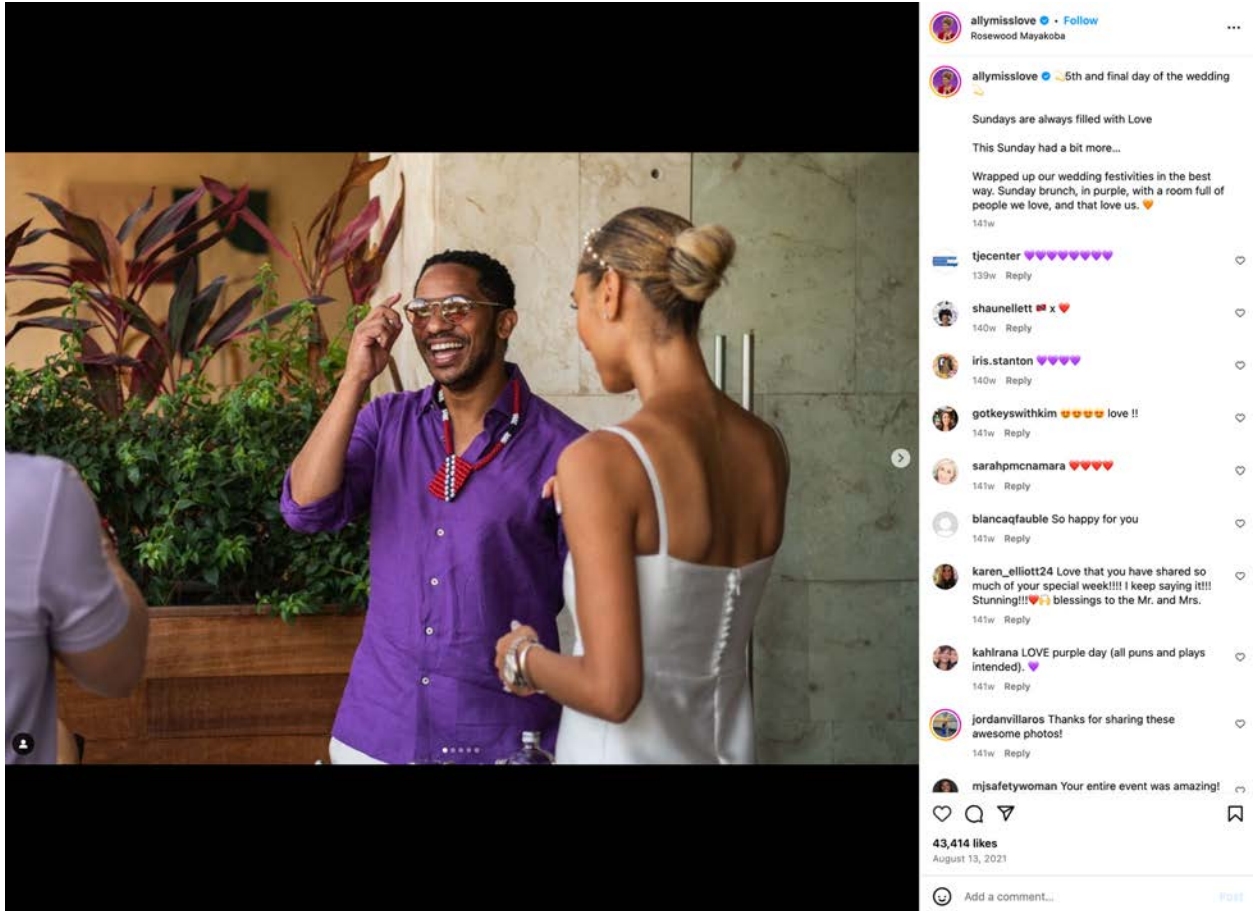 allymisslove • Follow
Rosewood Mayakoba
allymisslove 💫5th and final day of the wedding
💫
Sundays are always filled with Love
This Sunday had a bit more...
Wrapped up our wedding festivities in the best
way. Sunday brunch, in purple, with a room full of
people we love, and that love us. 🧡
141w
tjecenter 💜💜💜💜💜💜💜💜
139w Reply
shaunellett 🇹🇹 x ❤️
140w Reply
iris.stanton 💜💜💜💜
140w Reply
gotkeyswithkim 😍😍😍😍 love !!
141w Reply
sarahpmcnamara ❤️❤️❤️❤️
141w Reply
blancaqfauble So happy for you
141w Reply
karen_elliott24 Love that you have shared so
much of your special week!!!! I keep saying it!!!
Stunning!!!❤️🙌 blessings to the Mr. and Mrs.
141w Reply
kahlrana LOVE purple day (all puns and plays
intended). 💜
141w Reply
jordanvillaros Thanks for sharing these
awesome photos!
141w Reply
mjsafetywoman Your entire event was amazing!
43,414 likes
August 13, 2021
Add a comment...
Post